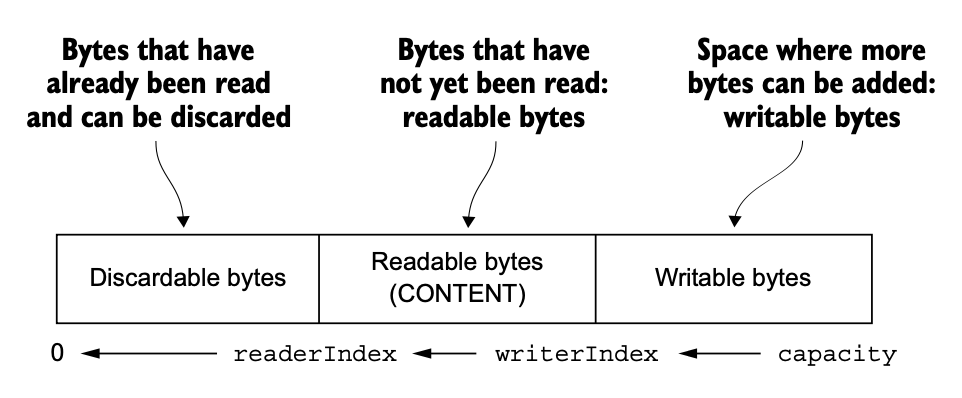 Bytes that have
already been read
and can be discarded
Bytes that have
not yet been read:
readable bytes
Space where more
bytes can be added:
writable bytes
Discardable bytes
Readable bytes
(CONTENT)
Writable bytes
0 readerIndex writerIndex capacity